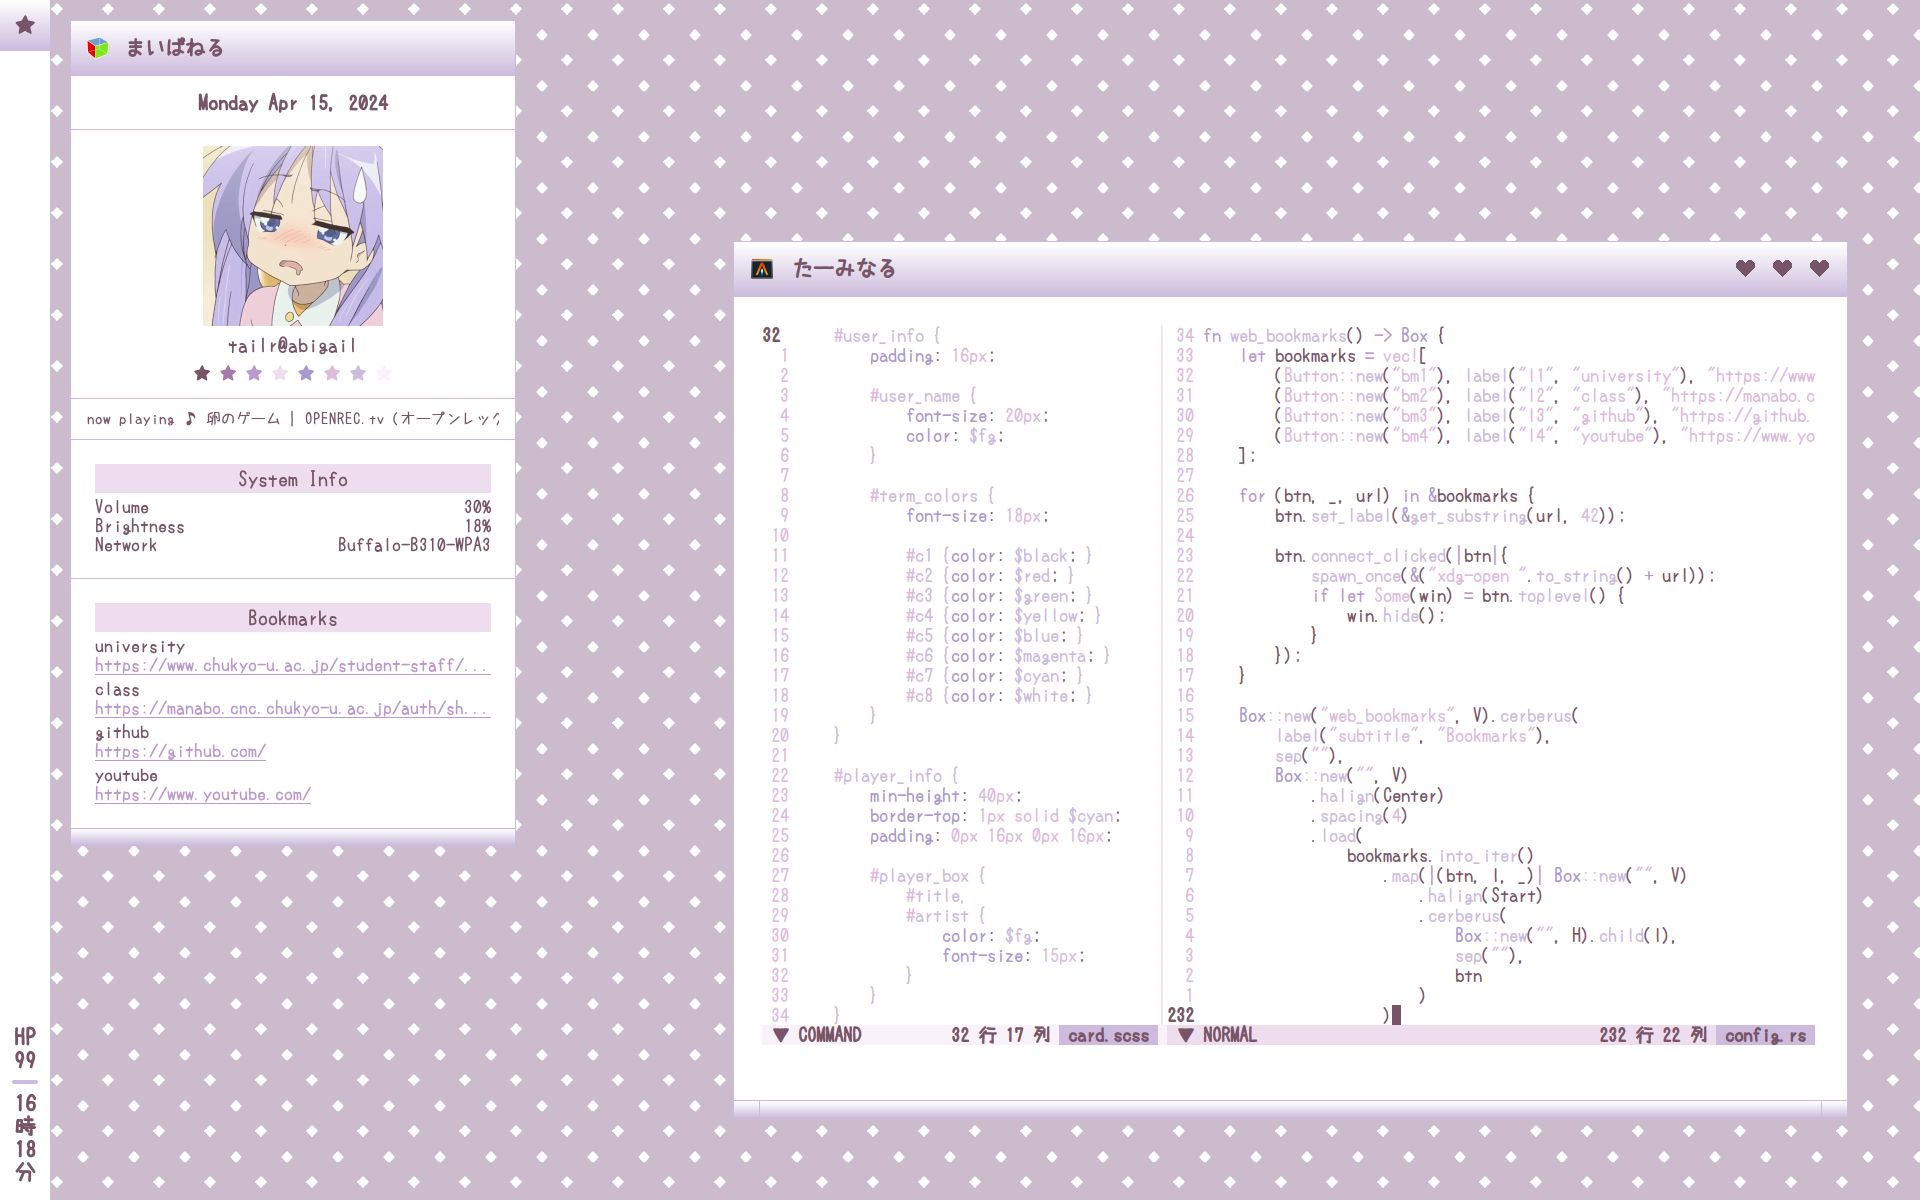 まいぱねる
Monday Apr 15, 2024
tailr@abigail
now playing ♪ 卵のゲーム | OPENREC.tv (オープンレック
System Info
Volume 30%
Brightness 18%
Network Buffalo-B310-WPA3
Bookmarks
university
https://www.chukyo-u.ac.jp/student-staff/...
class
https://manabo.cnc.chukyo-u.ac.jp/auth/sh...
github
https://github.com/
youtube
https://www.youtube.com/
HP
99
16
時
18
分
たーみなる
32 #user_info {
1 padding: 16px;
2
3 #user_name {
4 font-size: 20px;
5 color: $fg;
6 }
7
8 #term_colors {
9 font-size: 18px;
10
11 #c1 {color: $black; }
12 #c2 {color: $red; }
13 #c3 {color: $green; }
14 #c4 {color: $yellow; }
15 #c5 {color: $blue; }
16 #c6 {color: $magenta; }
17 #c7 {color: $cyan; }
18 #c8 {color: $white; }
19 }
20 }
21
22 #player_info {
23 min-height: 40px;
24 border-top: 1px solid $cyan;
25 padding: 0px 16px 0px 16px;
26
27 #player_box {
28 #title,
29 #artist {
30 color: $fg;
31 font-size: 15px;
32 }
33 }
34 }
▼ COMMAND 32 行 17 列 card.scss
34 fn web_bookmarks() -> Box {
33 let bookmarks = vec![
32 (Button::new("bm1"), label("l1", "university"), "https://www
31 (Button::new("bm2"), label("l2", "class"), "https://manabo.c
30 (Button::new("bm3"), label("l3", "github"), "https://github.
29 (Button::new("bm4"), label("l4", "youtube"), "https://www.yo
28 ];
27
26 for (btn, _, url) in &bookmarks {
25 btn.set_label(&get_substring(url, 42));
24
23 btn.connect_clicked(|btn|{
22 spawn_once(&("xdg-open ".to_string() + url));
21 if let Some(win) = btn.toplevel() {
20 win.hide();
19 }
18 });
17 }
16
15 Box::new("web_bookmarks", V).cerberus(
14 label("subtitle", "Bookmarks"),
13 sep(""),
12 Box::new("", V)
11 .halign(Center)
10 .spacing(4)
9 .load(
8 bookmarks.into_iter()
7 .map(|(btn, l, _)| Box::new("", V)
6 .halign(Start)
5 .cerberus(
4 Box::new("", H).child(l),
3 sep(""),
2 btn
1 )
232 )
▼ NORMAL 232 行 22 列 config.rs